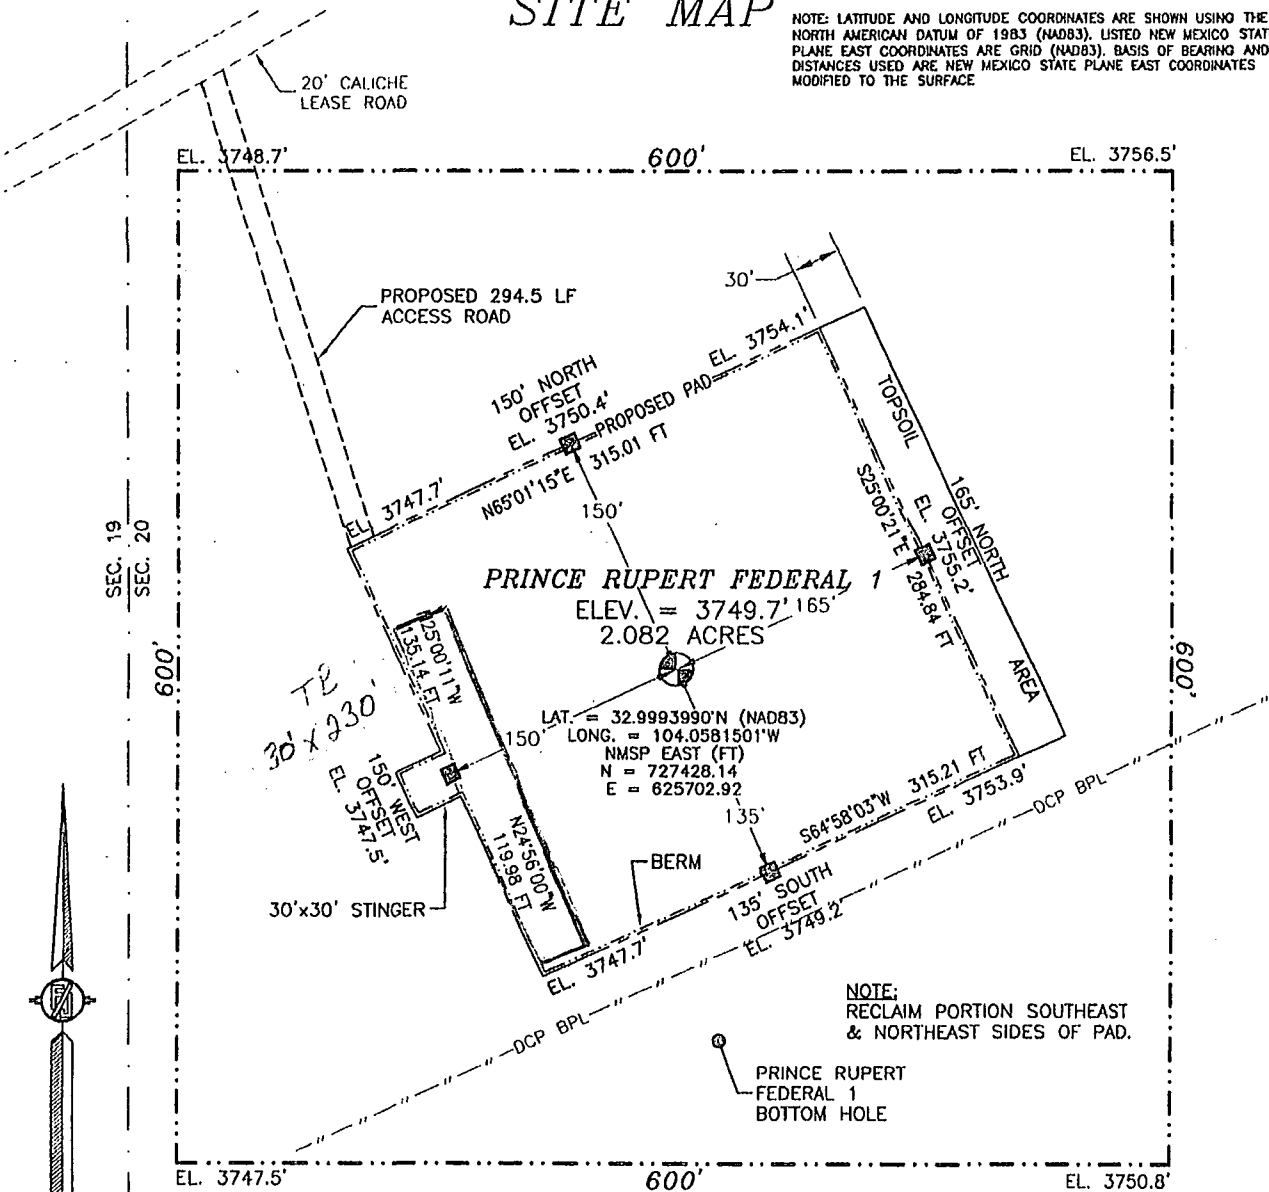 SITE MAP
NOTE: LATITUDE AND LONGITUDE COORDINATES ARE SHOWN USING THE
NORTH AMERICAN DATUM OF 1983 (NAD83). LISTED NEW MEXICO STAT
PLANE EAST COORDINATES ARE GRID (NAD83). BASIS OF BEARING AND
DISTANCES USED ARE NEW MEXICO STATE PLANE EAST COORDINATES
MODIFIED TO THE SURFACE
20' CALICHE
LEASE ROAD
EL. 3748.7'
600'
EL. 3756.5'
30'
PROPOSED 294.5 LF
ACCESS ROAD
150' NORTH
OFFSET
EL. 3750.4'
PROPOSED PAD
EL. 3754.1'
EL. 3747.7'
N65°01'15"E 315.01 FT
150'
TOPSOIL
AREA
165' NORTH
OFFSET
EL. 3755.2'
S25°00'21"E 284.84 FT
SEC. 19
SEC. 20
600'
600'
PRINCE RUPERT FEDERAL 1
ELEV. = 3749.7'
165'
2.082 ACRES
25°00'11"W
135.14 FT
TB
30' x 230'
LAT. = 32.9993990°N (NAD83)
LONG. = 104.0581501°W
NMSP EAST (FT)
N = 727428.14
E = 625702.92
150'
150' WEST
OFFSET
EL. 3747.5'
135'
S64°58'03"W 315.21 FT
EL. 3753.9'
DCP BPL
N24°56'00"W
119.98 FT
BERM
30'x30' STINGER
135' SOUTH
OFFSET
EL. 3749.2'
EL. 3747.7'
DCP BPL
NOTE:
RECLAIM PORTION SOUTHEAST
& NORTHEAST SIDES OF PAD.
PRINCE RUPERT
FEDERAL 1
BOTTOM HOLE
EL. 3747.5'
600'
EL. 3750.8'